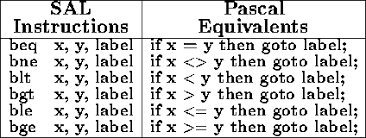 SAL Pascal
Instructions Equivalents
beq x, y, label if x = y then goto label;
bne x, y, label if x <> y then goto label;
blt x, y, label if x < y then goto label;
bgt x, y, label if x > y then goto label;
ble x, y, label if x <= y then goto label;
bge x, y, label if x >= y then goto label;